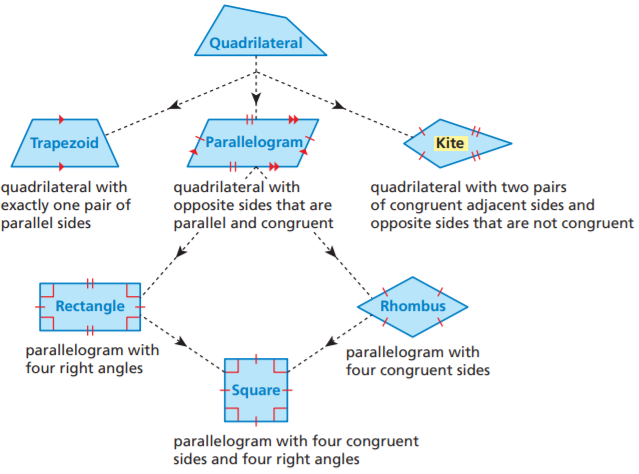 Quadrilateral
Trapezoid
quadrilateral with
exactly one pair of
parallel sides
Parallelogram
quadrilateral with
opposite sides that are
parallel and congruent
Kite
quadrilateral with two pairs
of congruent adjacent sides and
opposite sides that are not congruent
Rectangle
parallelogram with
four right angles
Rhombus
parallelogram with
four congruent sides
Square
parallelogram with four congruent
sides and four right angles